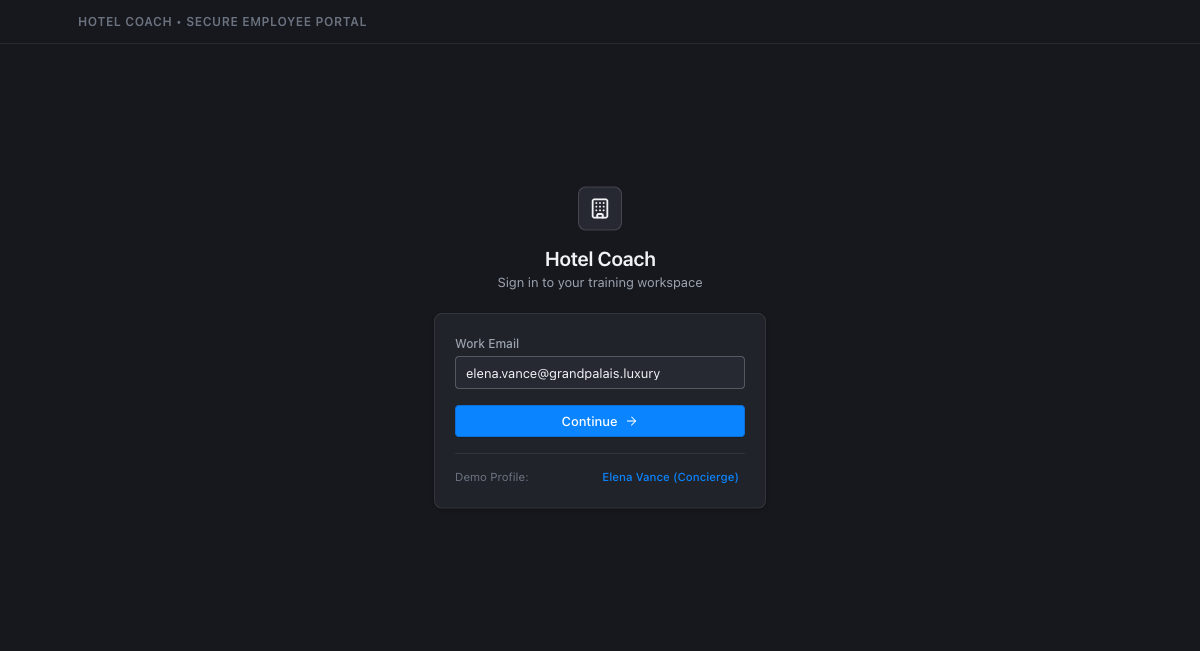 HOTEL COACH • SECURE EMPLOYEE PORTAL
Hotel Coach
Sign in to your training workspace
Work Email
elena.vance@grandpalais.luxury
Continue →
Demo Profile: Elena Vance (Concierge)